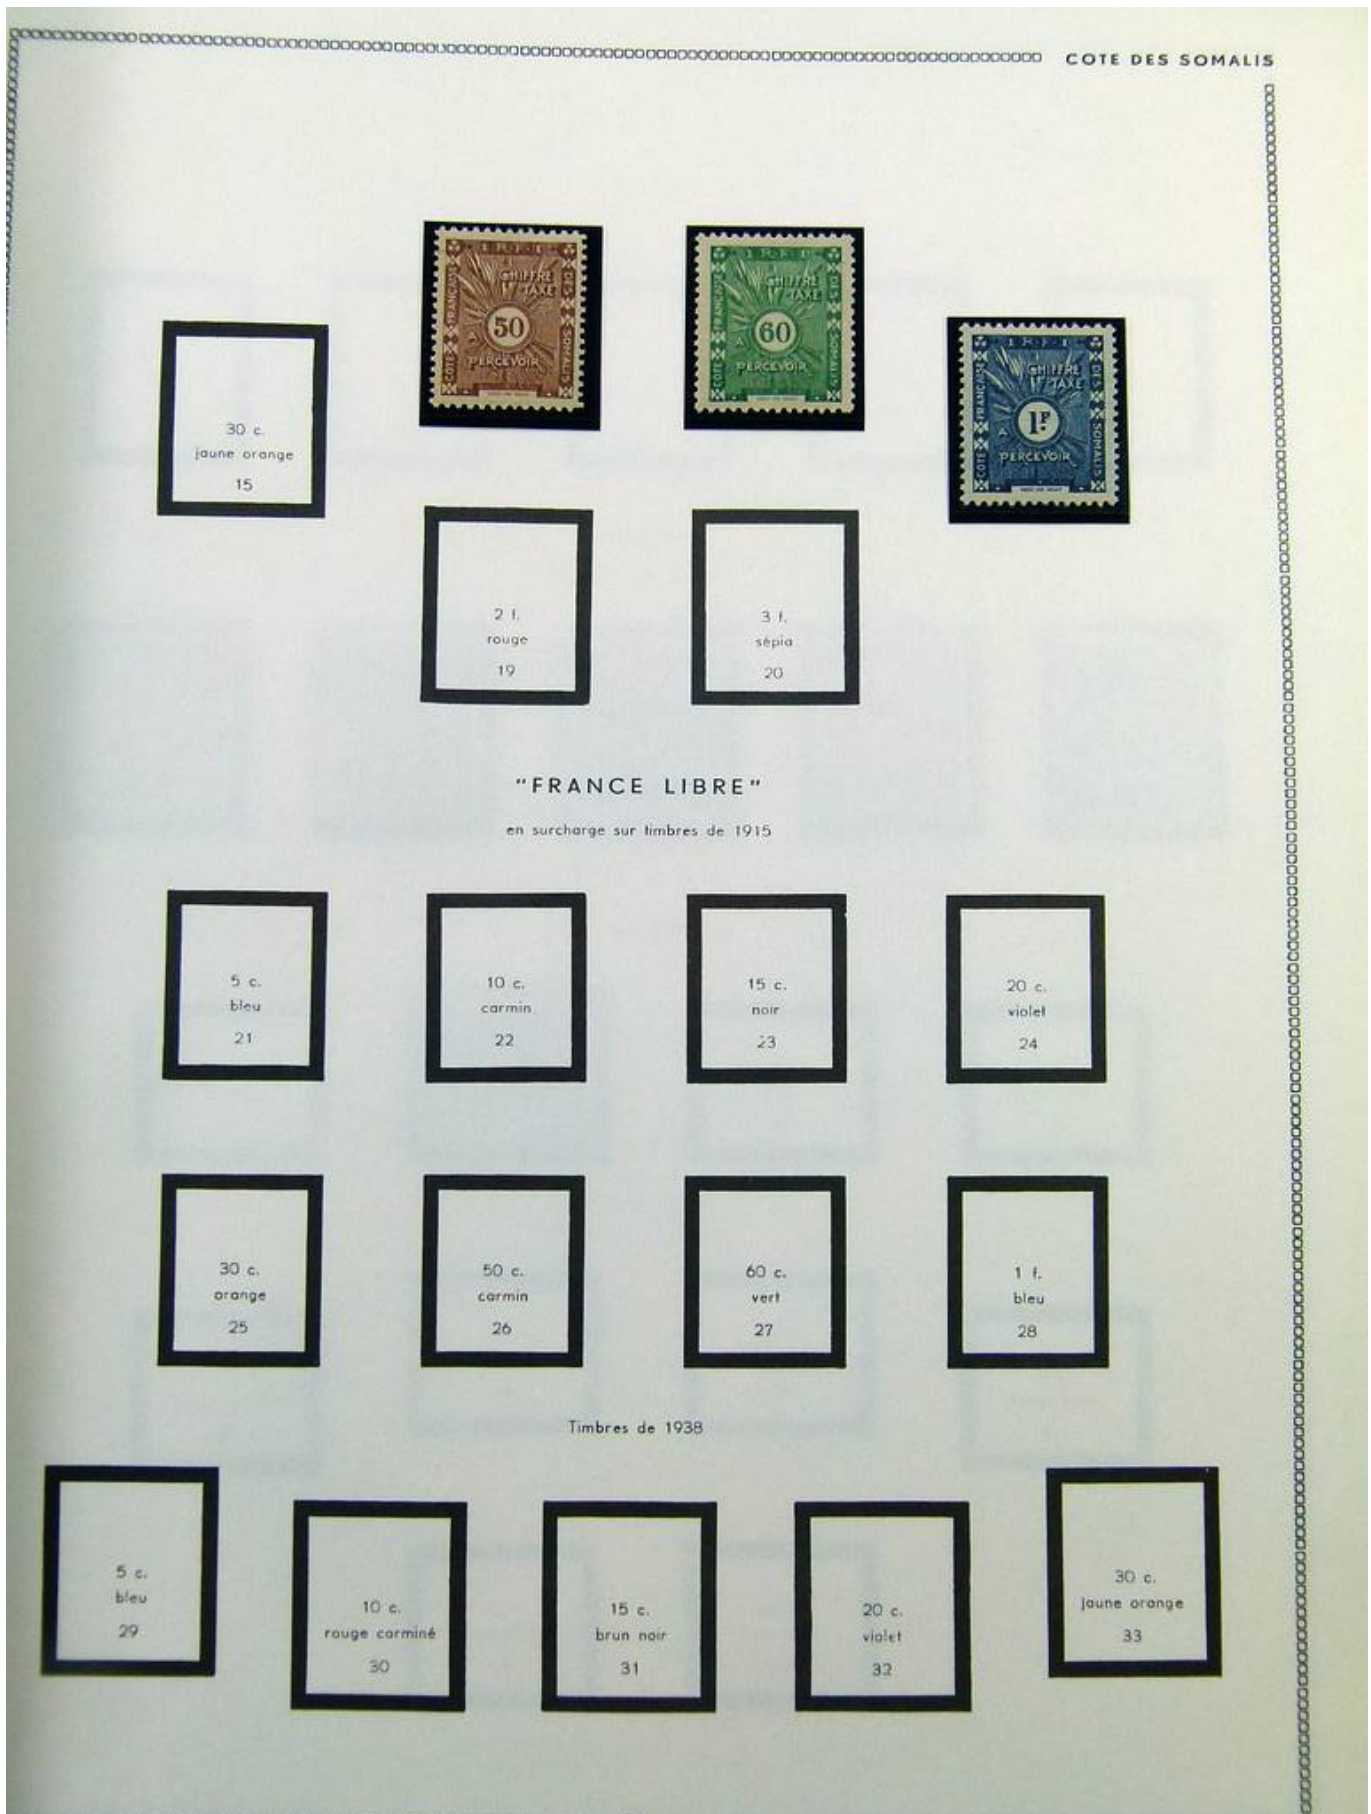 COTE DES SOMALIS
30 c.
jaune orange
15
R F
CHIFFRE
TAXE
50
A
PERCEVOIR
COTE FRANÇAISE
DES SOMALIS
R F
CHIFFRE
TAXE
60
A
PERCEVOIR
COTE FRANÇAISE
DES SOMALIS
R F
CHIFFRE
TAXE
1F.
A
PERCEVOIR
COTE FRANÇAISE
DES SOMALIS
2 f.
rouge
19
3 f.
sépia
20
"FRANCE LIBRE"
en surcharge sur timbres de 1915
5 c.
bleu
21
10 c.
carmin
22
15 c.
noir
23
20 c.
violet
24
30 c.
orange
25
50 c.
carmin
26
60 c.
vert
27
1 f.
bleu
28
Timbres de 1938
5 c.
bleu
29
10 c.
rouge carminé
30
15 c.
brun noir
31
20 c.
violet
32
30 c.
jaune orange
33